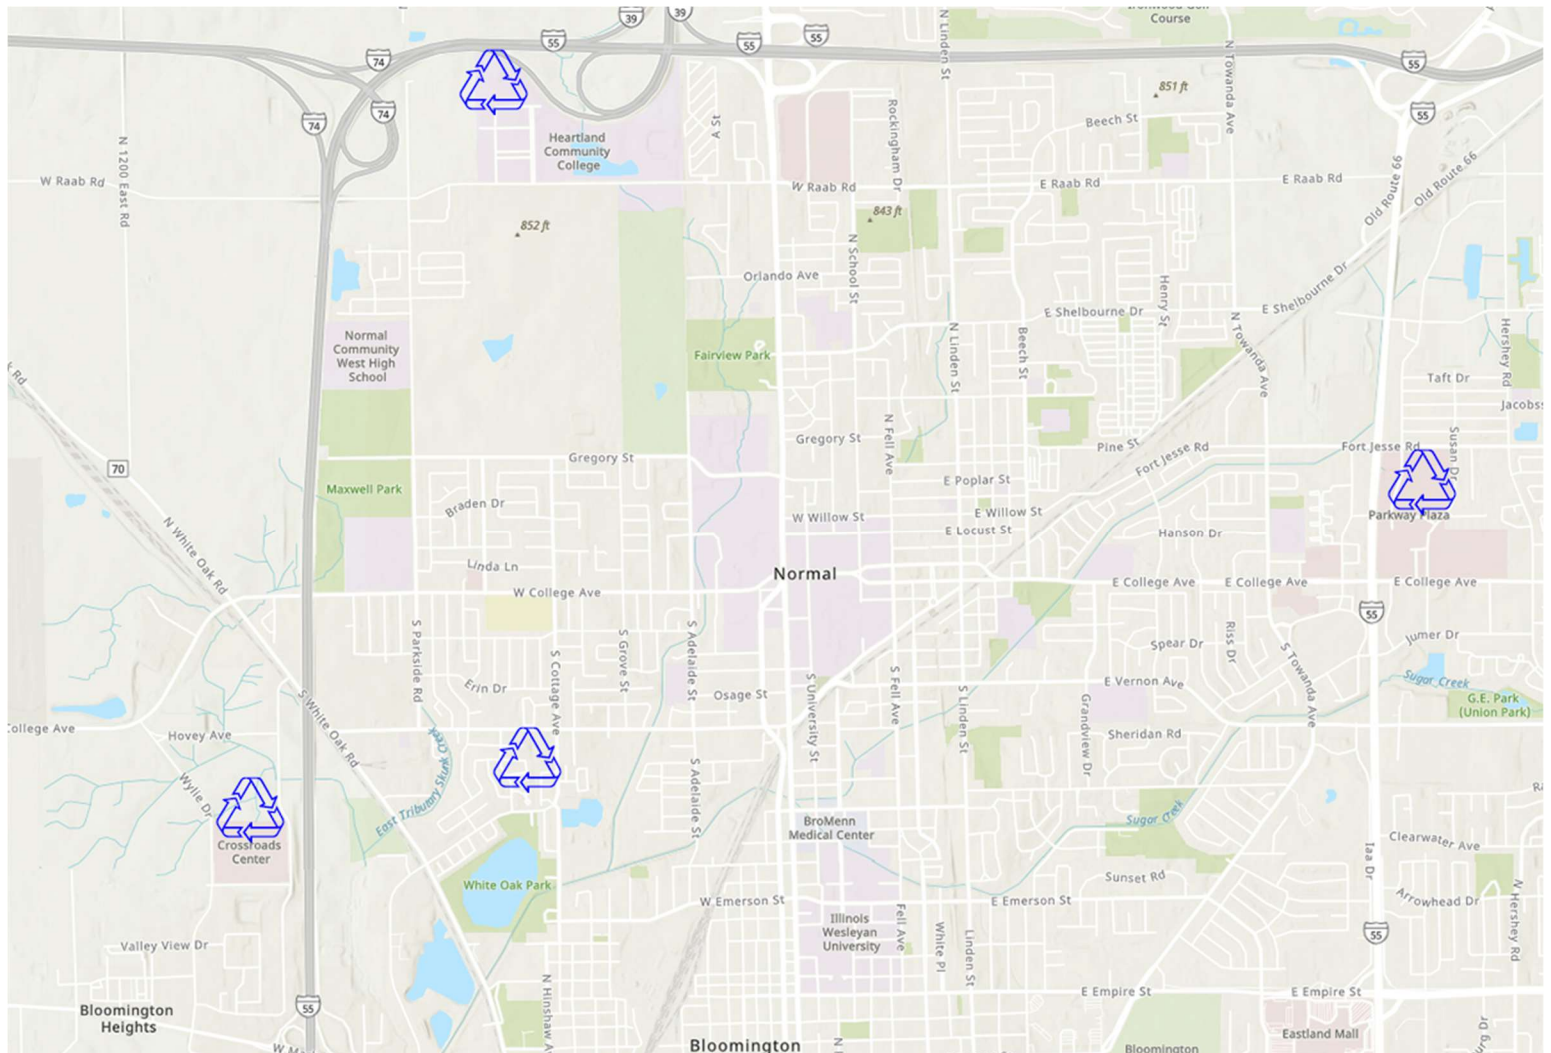 39
39
Course
N Linden St
55
55
55
74
55
N Towanda Ave
851 ft
74
74
55
A St
Rockingham Dr
Beech St
Heartland
Community
College
N 1200 East Rd
Old Route 66
Old Route 66
W Raab Rd
W Raab Rd
E Raab Rd
E Raab Rd
852 ft
843 ft
N School St
Orlando Ave
Henry St
E Shelbourne Dr
E Shelbourne Dr
Normal
Community
West High
School
N Linden St
Beech St
N Towanda Ave
Hershey Rd
Fairview Park
k Rd
Taft Dr
Jacobs
N Fell Ave
Gregory St
Pine St
Fort Jesse Rd
Fort Jesse Rd
Susan Dr
Gregory St
70
Maxwell Park
E Poplar St
Braden Dr
W Willow St
E Willow St
Parkway Plaza
E Locust St
Hanson Dr
N White Oak Rd
Linda Ln
Normal
E College Ave
E College Ave
E College Ave
W College Ave
55
S Parkside Rd
S Cottage Ave
S Grove St
S Adelaide St
Spear Dr
Riss Dr
S Towanda Ave
Jumer Dr
Sugar Creek
Erin Dr
Osage St
S University St
S Fell Ave
S Linden St
E Vernon Ave
Grandview Dr
G.E. Park
(Union Park)
College Ave
Hovey Ave
S White Oak Rd
Sheridan Rd
East Tributary Skunk Creek
Wylie Dr
S Adelaide St
BroMenn
Medical Center
Sugar Creek
Crossroads
Center
Clearwater Ave
Iaa Dr
White Oak Park
Sunset Rd
W Emerson St
E Emerson St
Arrowhead Dr
N Hershey Rd
Illinois
Wesleyan
University
Fell Ave
White Pl
Linden St
55
Valley View Dr
N Hinshaw A
E Empire St
E Empire St
55
Bloomington
Heights
Eastland Mall
Bloomington
Bloomington